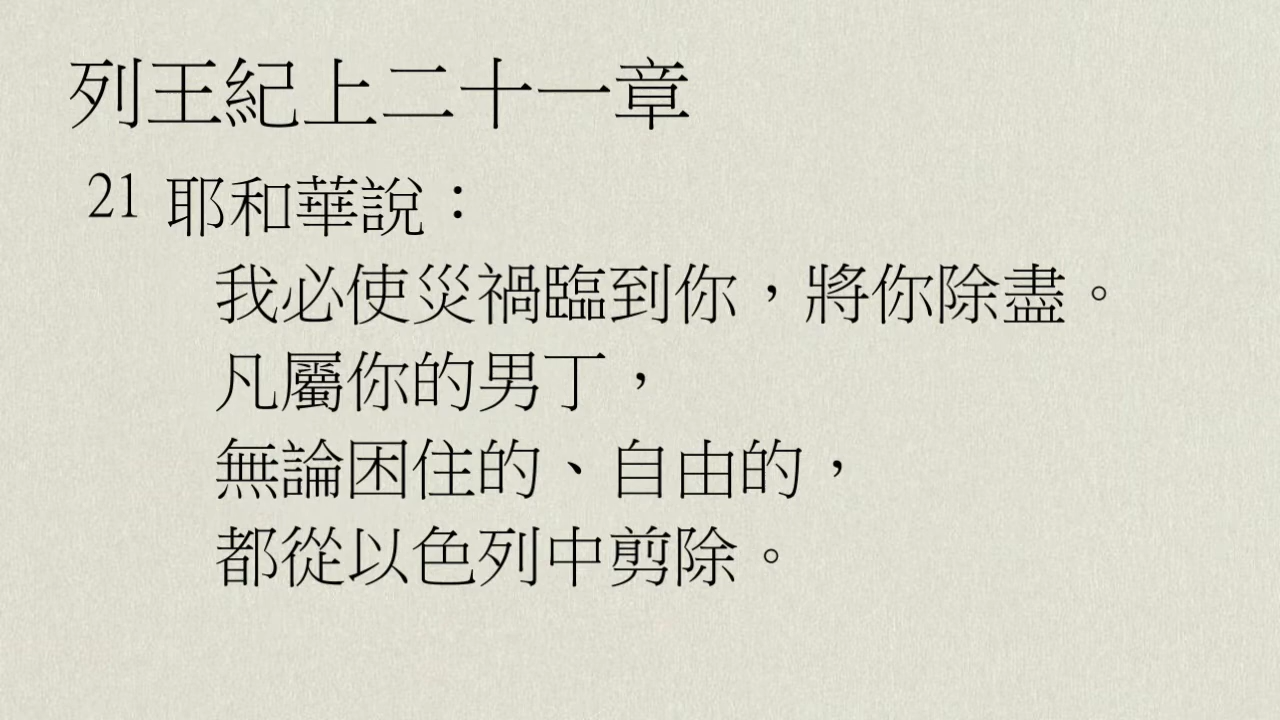 列王紀上二十一章
21 耶和華說：
我必使災禍臨到你，將你除盡。
凡屬你的男丁，
無論困住的、自由的，
都從以色列中剪除。